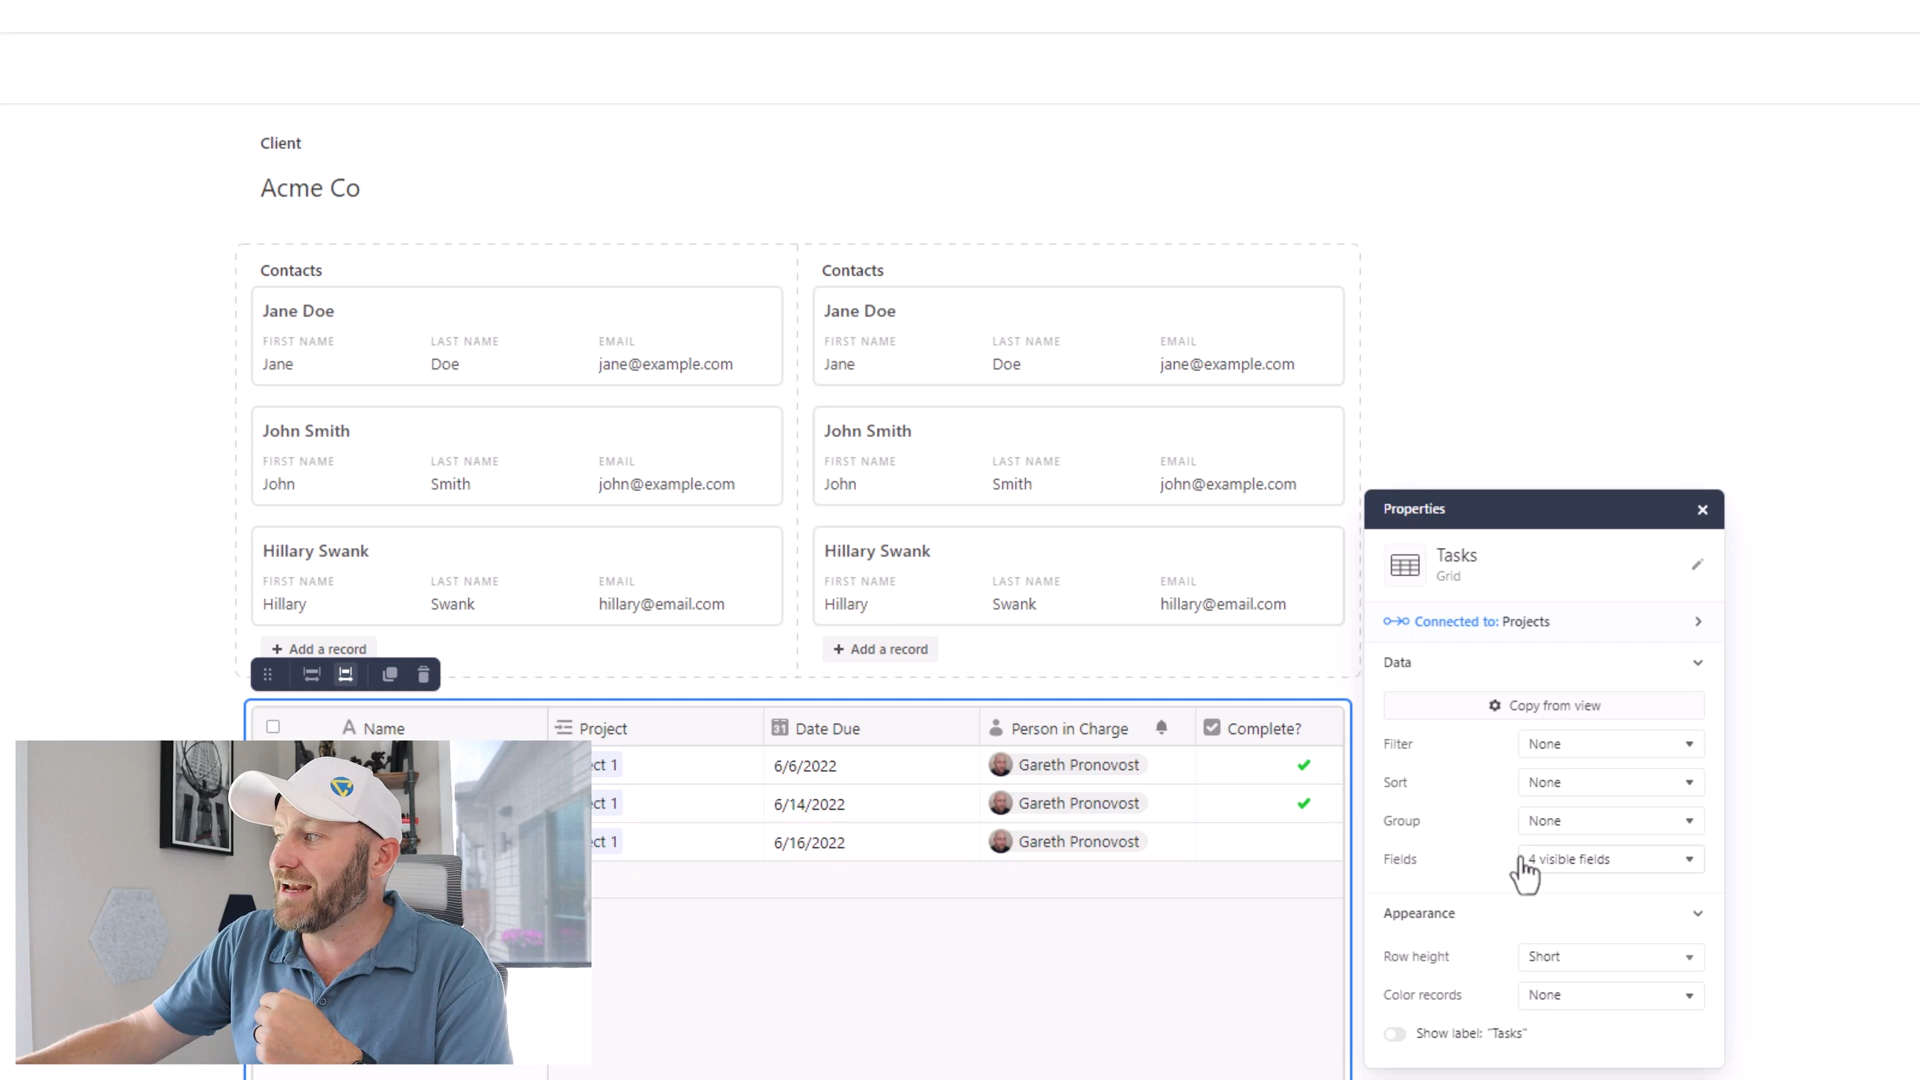 Client
Acme Co
Contacts
Jane Doe
FIRST NAME LAST NAME EMAIL
Jane Doe jane@example.com
John Smith
FIRST NAME LAST NAME EMAIL
John Smith john@example.com
Hillary Swank
FIRST NAME LAST NAME EMAIL
Hillary Swank hillary@email.com
+ Add a record
Contacts
Jane Doe
FIRST NAME LAST NAME EMAIL
Jane Doe jane@example.com
John Smith
FIRST NAME LAST NAME EMAIL
John Smith john@example.com
Hillary Swank
FIRST NAME LAST NAME EMAIL
Hillary Swank hillary@email.com
+ Add a record
Name Project Date Due Person in Charge Complete?
ct 1 6/6/2022 Gareth Pronovost
ct 1 6/14/2022 Gareth Pronovost
ct 1 6/16/2022 Gareth Pronovost
Properties
Tasks
Grid
Connected to: Projects
Data
Copy from view
Filter None
Sort None
Group None
Fields 4 visible fields
Appearance
Row height Short
Color records None
Show label: "Tasks"